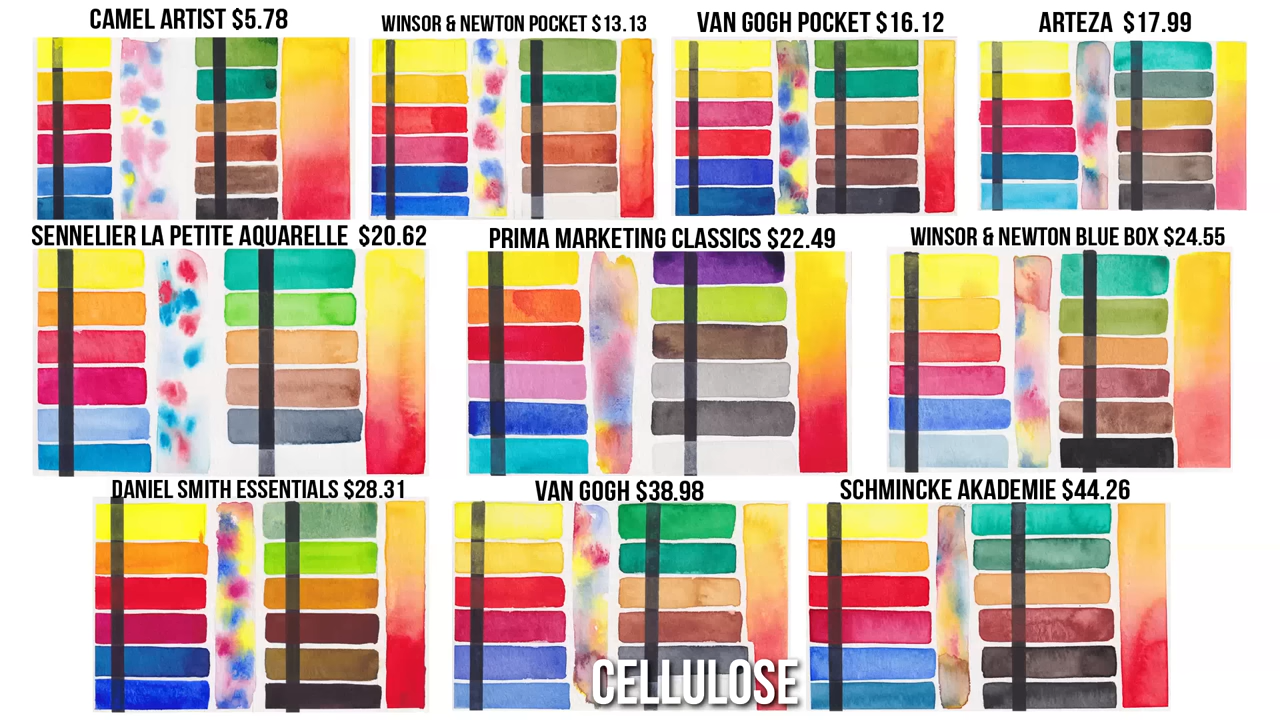 CAMEL ARTIST $5.78
WINSOR & NEWTON POCKET $13.13
VAN GOGH POCKET $16.12
ARTEZA $17.99
SENNELIER LA PETITE AQUARELLE $20.62
PRIMA MARKETING CLASSICS $22.49
WINSOR & NEWTON BLUE BOX $24.55
DANIEL SMITH ESSENTIALS $28.31
VAN GOGH $38.98
SCHMINCKE AKADEMIE $44.26
CELLULOSE